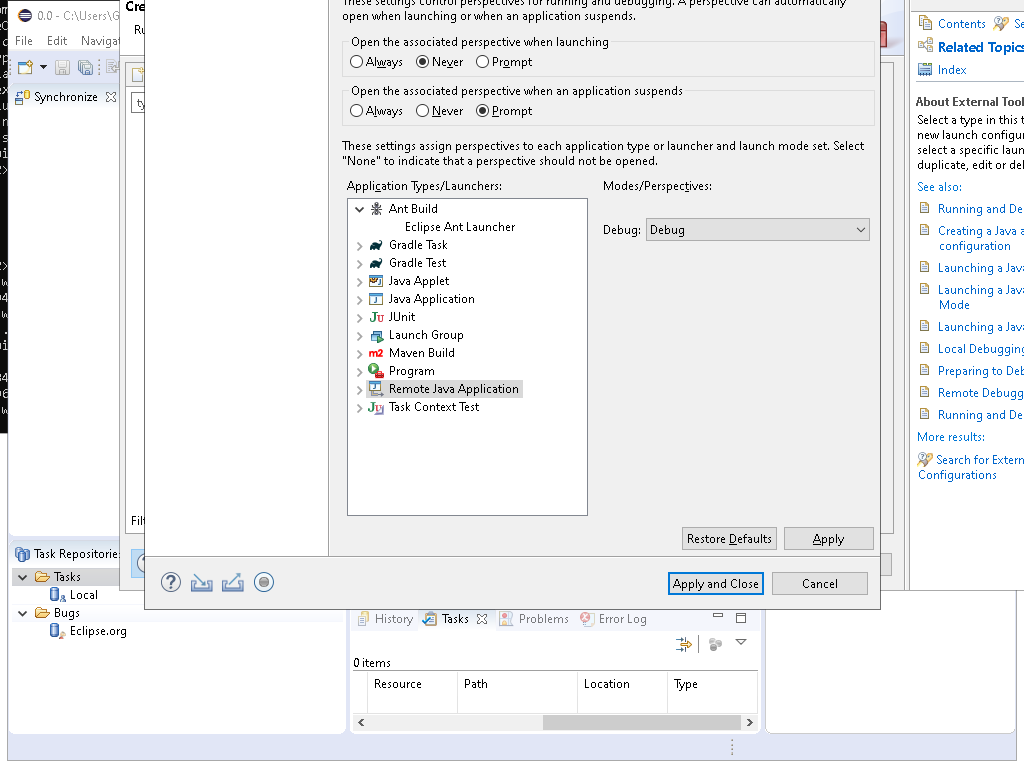 0.0 - C:\Users\G
File Edit Navigat
Synchronize
These settings control perspectives for running and debugging. A perspective can automatically
open when launching or when an application suspends.
Open the associated perspective when launching
Always Never Prompt
Open the associated perspective when an application suspends
Always Never Prompt
These settings assign perspectives to each application type or launcher and launch mode set. Select
"None" to indicate that a perspective should not be opened.
Application Types/Launchers:
Modes/Perspectives:
Ant Build
Eclipse Ant Launcher
Gradle Task
Gradle Test
Java Applet
Java Application
JUnit
Launch Group
Maven Build
Program
Remote Java Application
Task Context Test
Debug: Debug
Restore Defaults Apply
Apply and Close Cancel
Contents Se
Related Topics
Index
About External Tool
Select a type in this t
new launch configur
select a specific laun
duplicate, edit or del
See also:
Running and De
Creating a Java a
configuration
Launching a Java
Launching a Java
Mode
Launching a Java
Local Debugging
Preparing to Deb
Remote Debugg
Running and De
More results:
Search for Extern
Configurations
Task Repositorie
Tasks
Local
Bugs
Eclipse.org
History Tasks Problems Error Log
0 items
Resource Path Location Type